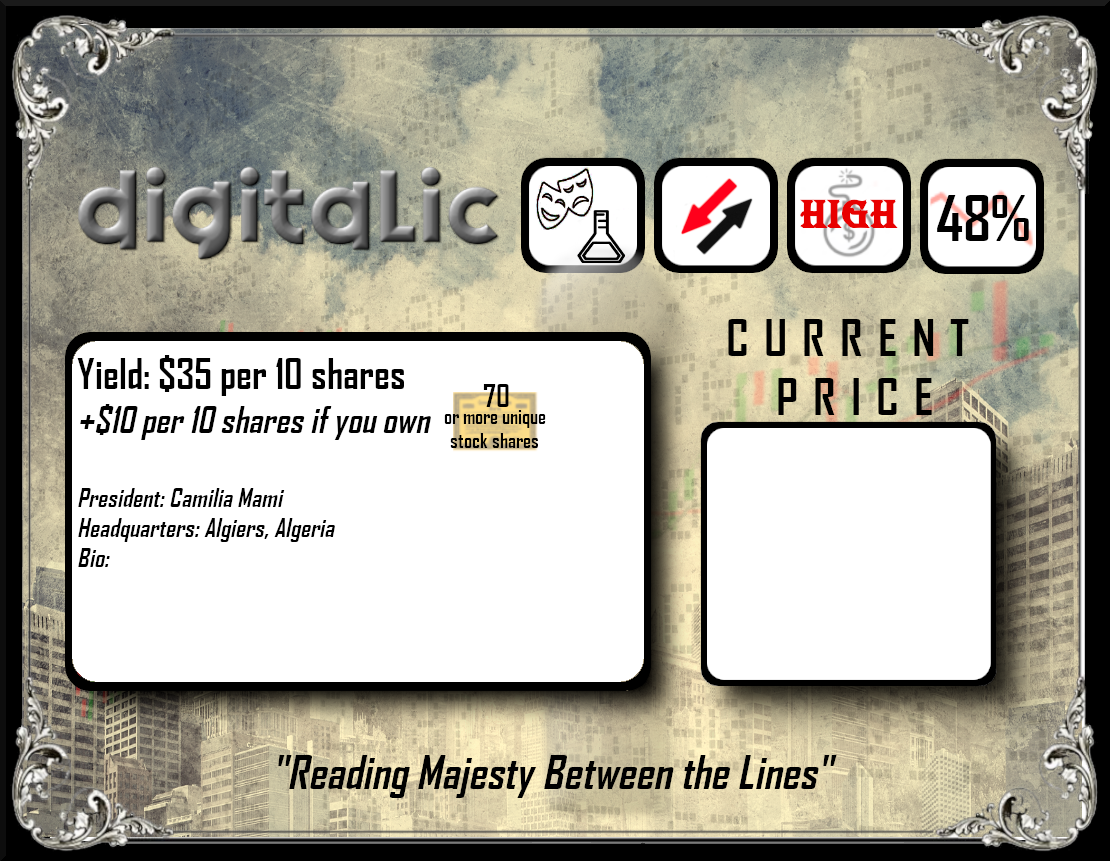 digitaLic
HIGH
48%
CURRENT
PRICE
Yield: $35 per 10 shares
+$10 per 10 shares if you own
70
or more unique
stock shares
President: Camilia Mami
Headquarters: Algiers, Algeria
Bio:
"Reading Majesty Between the Lines"